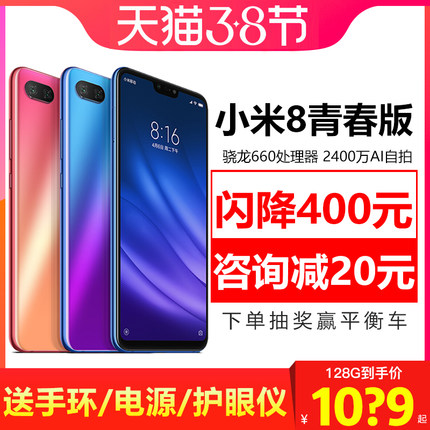 天猫3·8节
小米8青春版
骁龙660处理器 2400万AI自拍
8:16
闪降400元
咨询减20元
下单抽奖赢平衡车
128G到手价
送手环/电源/护眼仪
¥10?9起